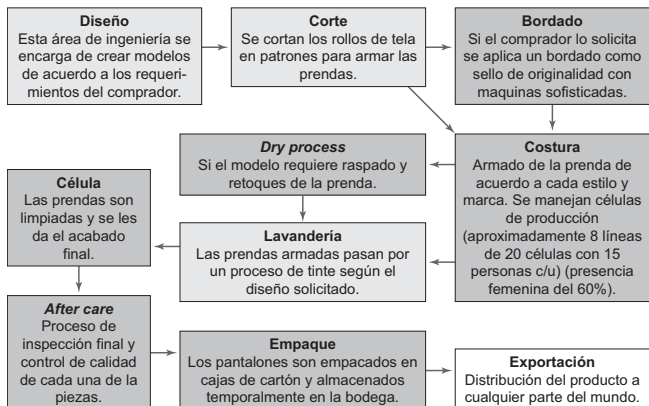 Diseño
Esta área de ingeniería se
encarga de crear modelos
de acuerdo a los requeri-
mientos del comprador.
Corte
Se cortan los rollos de tela
en patrones para armar las
prendas.
Bordado
Si el comprador lo solicita
se aplica un bordado como
sello de originalidad con
maquinas sofisticadas.
Costura
Armado de la prenda de
acuerdo a cada estilo y
marca. Se manejan células
de producción
(aproximadamente 8 líneas
de 20 células con 15
personas c/u) (presencia
femenina del 60%).
Dry process
Si el modelo requiere raspado y
retoques de la prenda.
Lavandería
Las prendas armadas pasan por
un proceso de tinte según el
diseño solicitado.
Célula
Las prendas son
limpiadas y se les
da el acabado
final.
After care
Proceso de
inspección final y
control de calidad
de cada una de la
piezas.
Empaque
Los pantalones son empacados en
cajas de cartón y almacenados
temporalmente en la bodega.
Exportación
Distribución del producto a
cualquier parte del mundo.